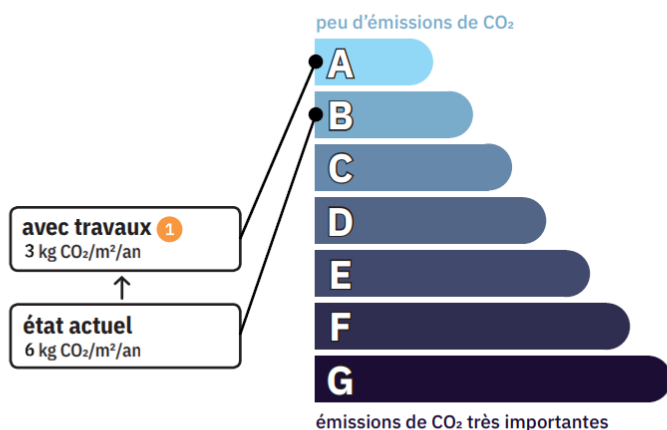 peu d'émissions de CO₂
A
B
C
D
E
F
G
émissions de CO₂ très importantes
avec travaux 1
3 kg CO₂/m²/an
état actuel
6 kg CO₂/m²/an